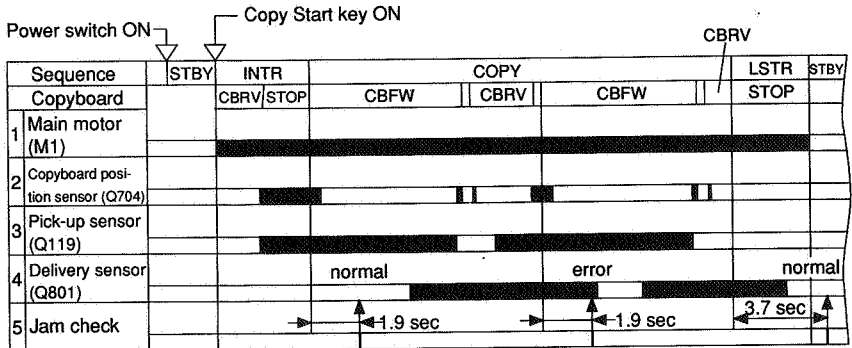 Power switch ON
Copy Start key ON
CBRV
Sequence STBY INTR COPY LSTR STBY
Copyboard CBRV STOP CBFW CBRV CBFW STOP
1 Main motor
(M1)
2 Copyboard posi-
tion sensor (Q704)
3 Pick-up sensor
(Q119)
4 Delivery sensor normal error normal
(Q801)
5 Jam check 1.9 sec 1.9 sec 3.7 sec